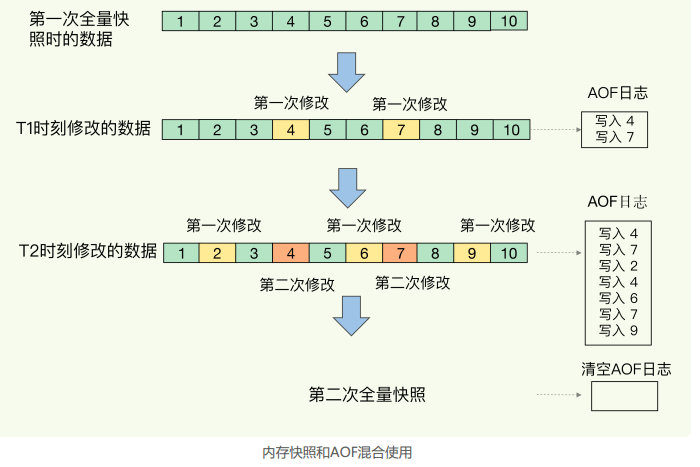 第一次全量快
照时的数据
1 2 3 4 5 6 7 8 9 10
第一次修改 第一次修改
AOF日志
T1时刻修改的数据
1 2 3 4 5 6 7 8 9 10
写入 4
写入 7
AOF日志
第一次修改 第一次修改 第一次修改
T2时刻修改的数据
1 2 3 4 5 6 7 8 9 10
第二次修改 第二次修改
写入 4
写入 7
写入 2
写入 4
写入 6
写入 7
写入 9
清空AOF日志
第二次全量快照
内存快照和AOF混合使用